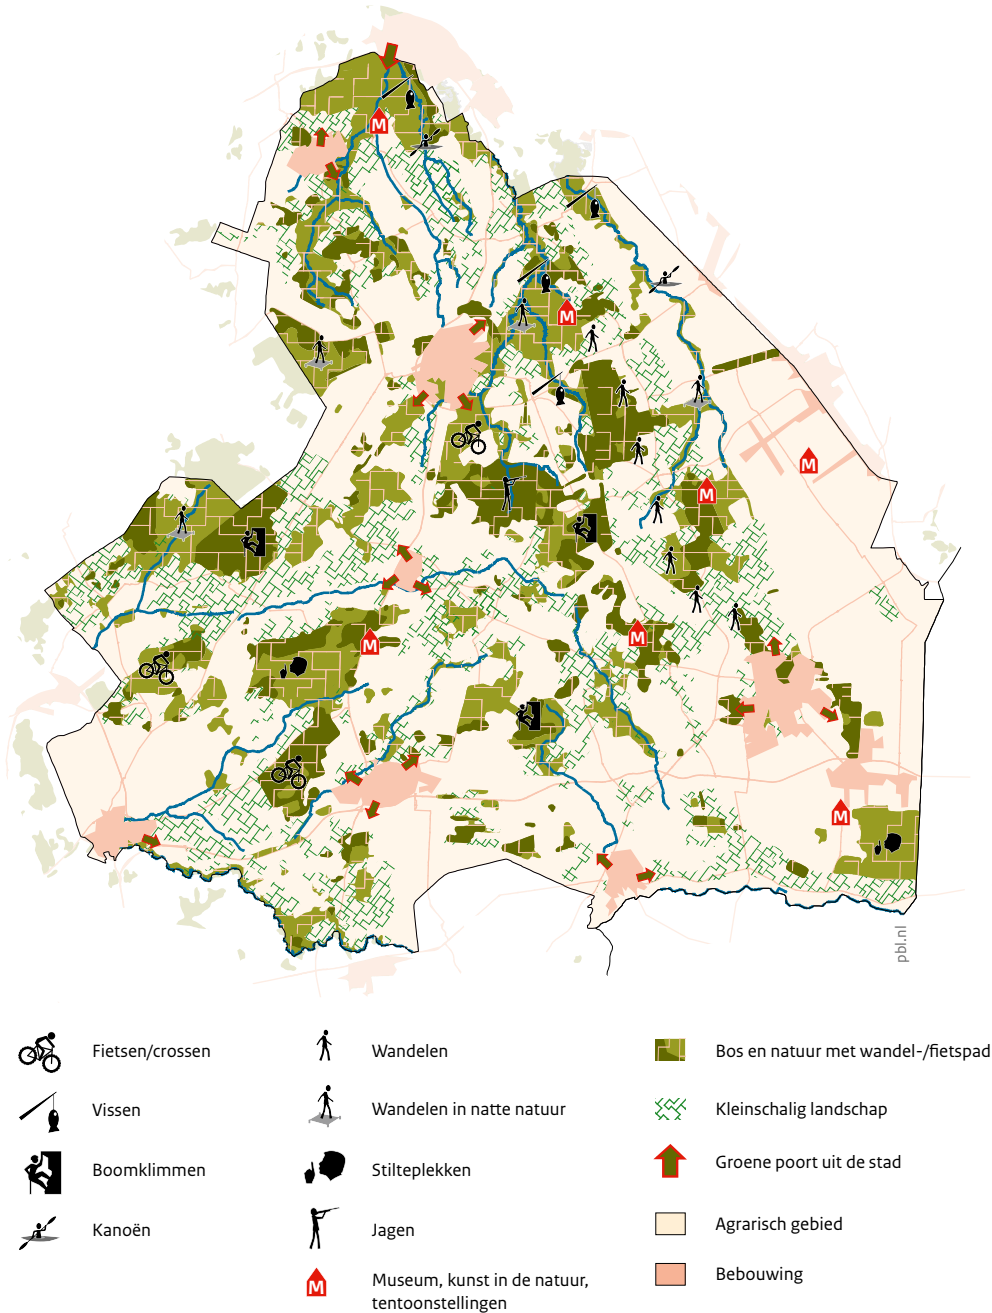 M
M
M
M
M
M
M
pbl.nl
Fietsen/crossen
Vissen
Boomklimmen
Kanoën
Wandelen
Wandelen in natte natuur
Stilteplekken
Jagen
M
Museum, kunst in de natuur,
tentoonstellingen
Bos en natuur met wandel-/fietspad
Kleinschalig landschap
Groene poort uit de stad
Agrarisch gebied
Bebouwing